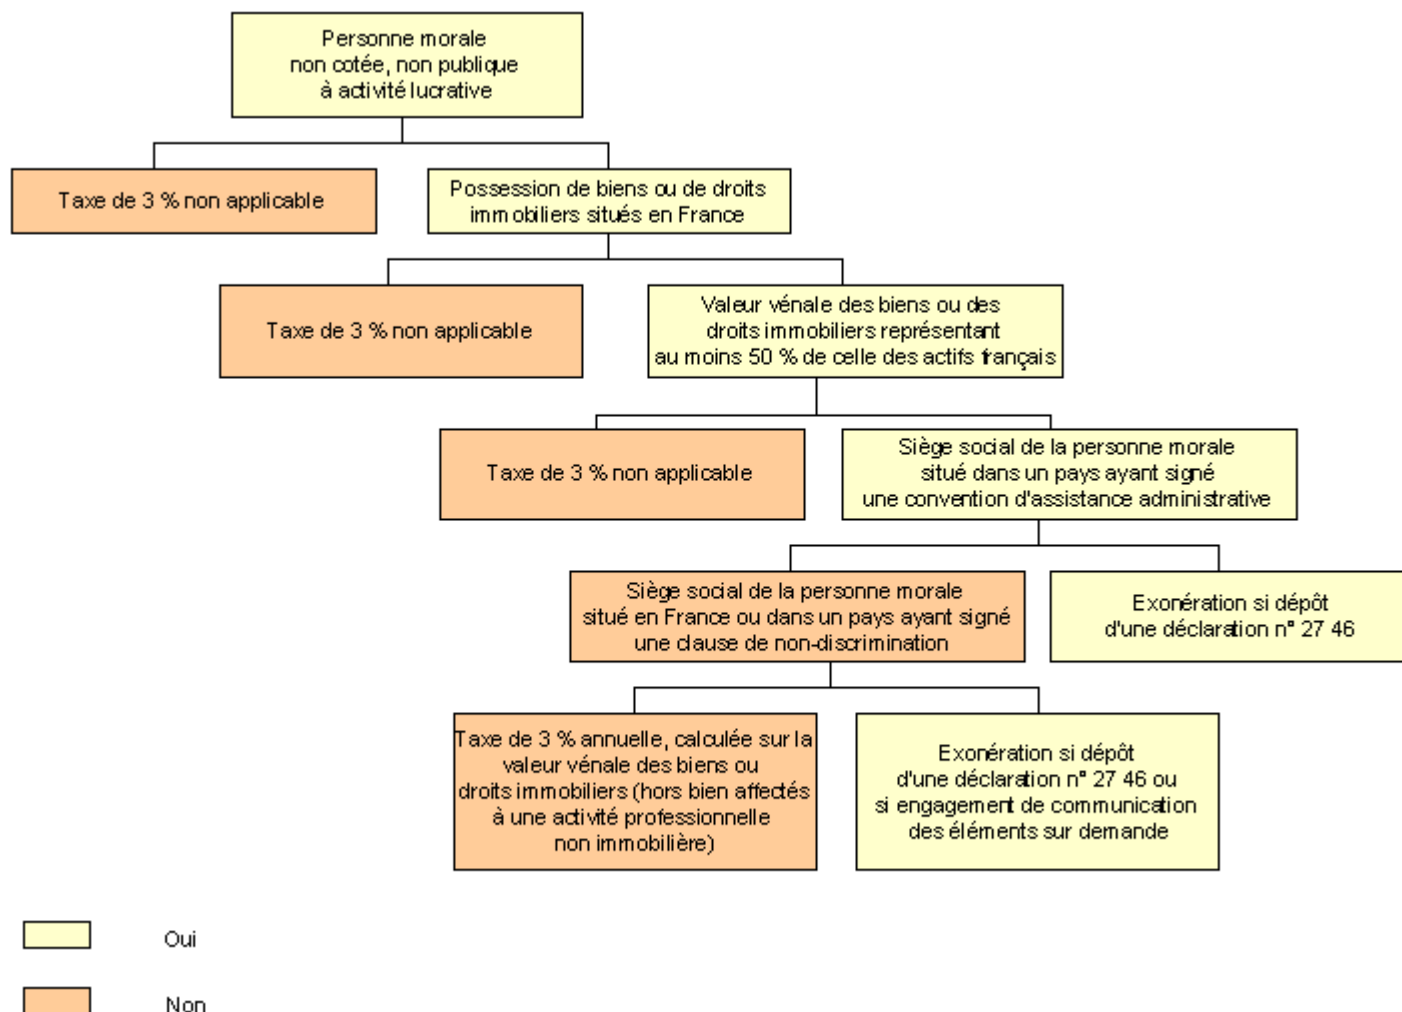 Personne morale
non cotée, non publique
à activité lucrative
Taxe de 3 % non applicable
Possession de biens ou de droits
immobiliers situés en France
Taxe de 3 % non applicable
Valeur vénale des biens ou des
droits immobiliers représentant
au moins 50 % de celle des actifs français
Taxe de 3 % non applicable
Siège social de la personne morale
situé dans un pays ayant signé
une convention d'assistance administrative
Siège social de la personne morale
situé en France ou dans un pays ayant signé
une clause de non-discrimination
Exonération si dépôt
d'une déclaration n° 27 46
Taxe de 3 % annuelle, calculée sur la
valeur vénale des biens ou
droits immobiliers (hors bien affectés
à une activité professionnelle
non immobilière)
Exonération si dépôt
d'une déclaration n° 27 46 ou
si engagement de communication
des éléments sur demande
Oui
Non